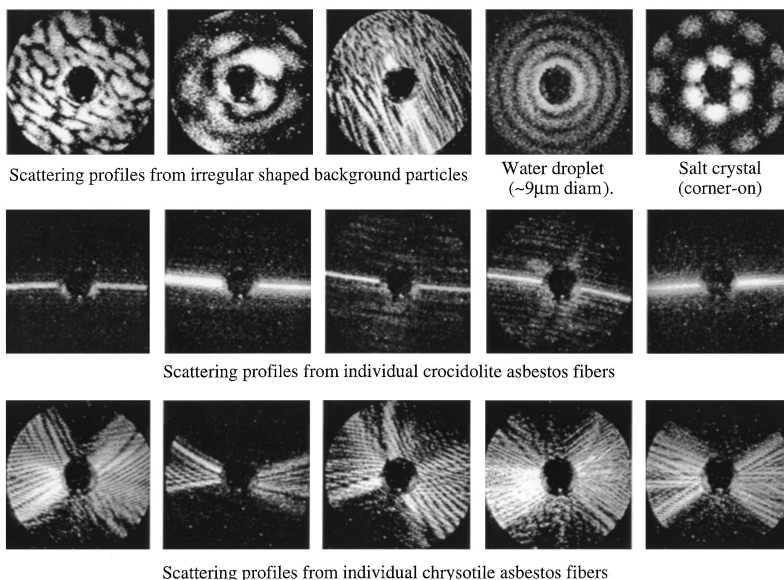 Scattering profiles from irregular shaped background particles
Water droplet
(~9μm diam).
Salt crystal
(corner-on)
Scattering profiles from individual crocidolite asbestos fibers
Scattering profiles from individual chrysotile asbestos fibers